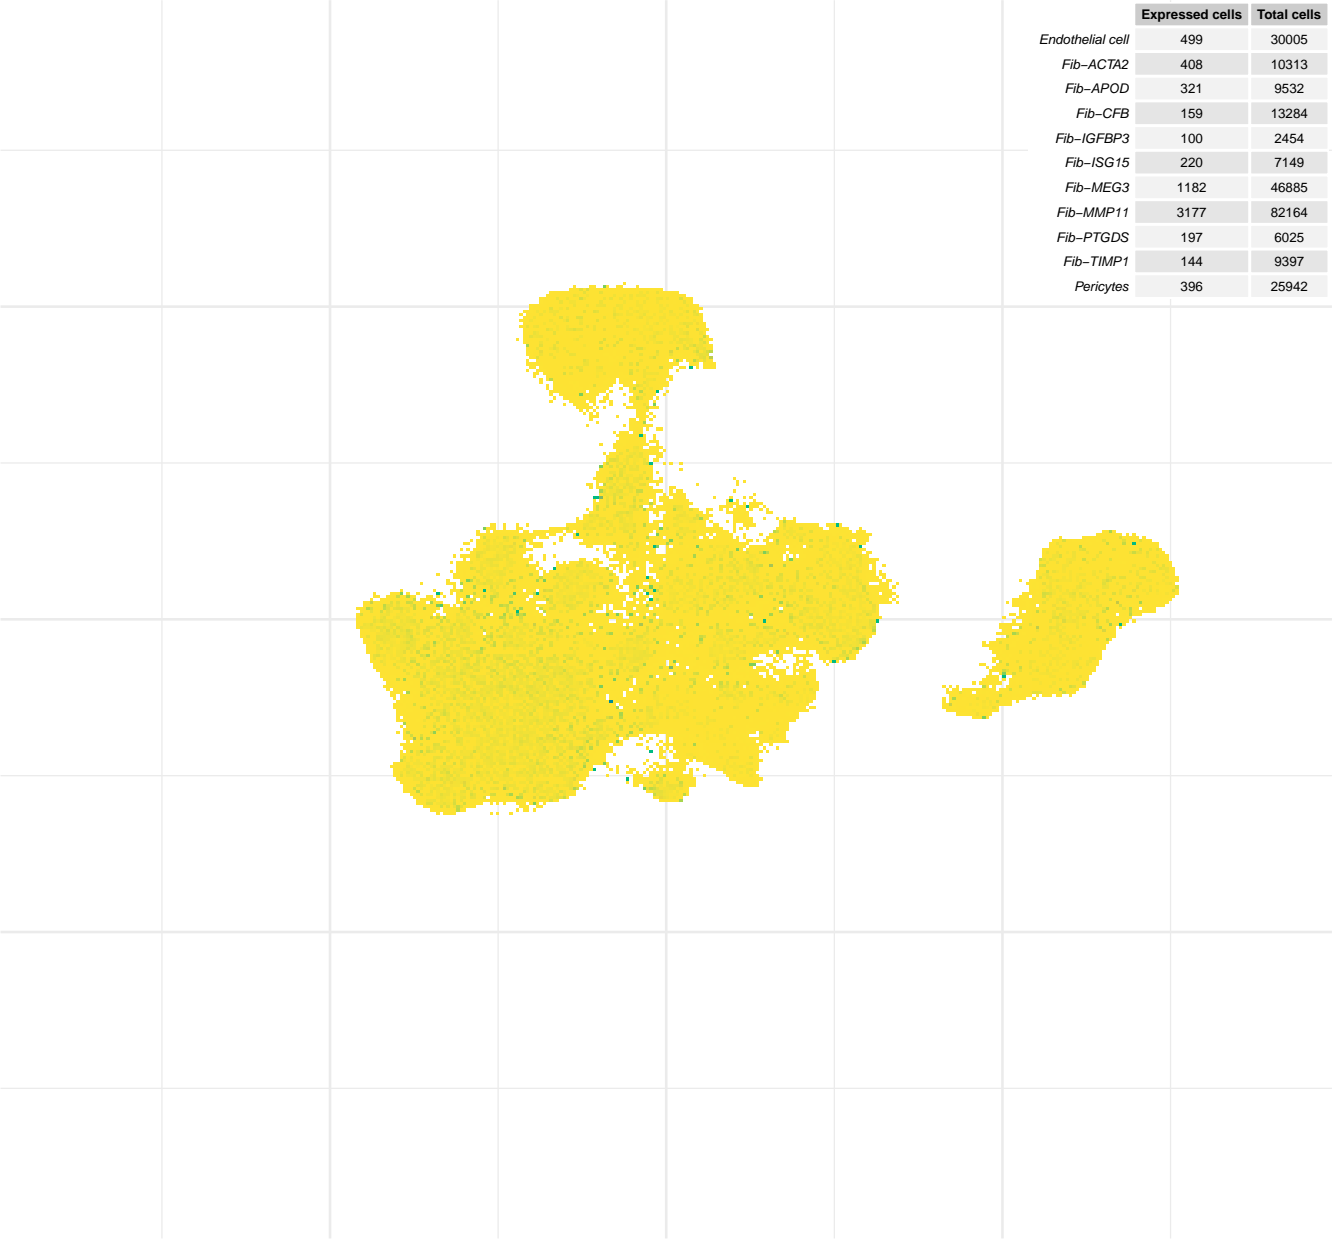 Expressed cells Total cells
Endothelial cell 499 30005
Fib−ACTA2 408 10313
Fib−APOD 321 9532
Fib−CFB 159 13284
Fib−IGFBP3 100 2454
Fib−ISG15 220 7149
Fib−MEG3 1182 46885
Fib−MMP11 3177 82164
Fib−PTGDS 197 6025
Fib−TIMP1 144 9397
Pericytes 396 25942